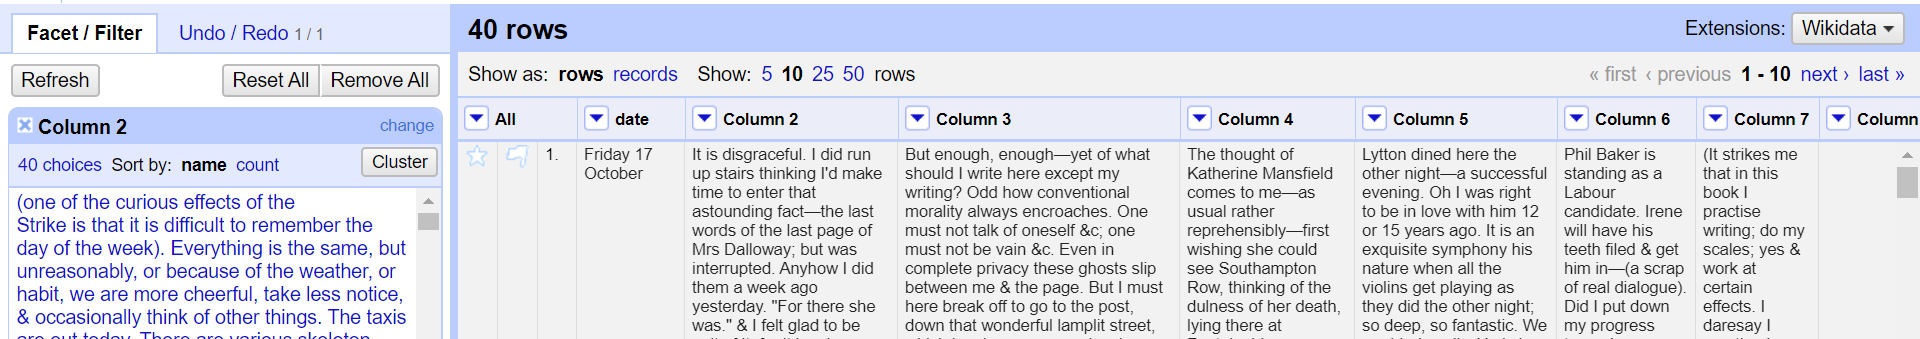 Facet / Filter Undo / Redo 1 / 1
Refresh Reset All Remove All
Column 2 change
40 choices Sort by: name count Cluster
(one of the curious effects of the
Strike is that it is difficult to remember the
day of the week). Everything is the same, but
unreasonably, or because of the weather, or
habit, we are more cheerful, take less notice,
& occasionally think of other things. The taxis
40 rows
Extensions: Wikidata
Show as: rows records Show: 5 10 25 50 rows
« first ‹ previous 1 - 10 next › last »
All date Column 2 Column 3 Column 4 Column 5 Column 6 Column 7 Column
1.
Friday 17
October
It is disgraceful. I did run
up stairs thinking I'd make
time to enter that
astounding fact—the last
words of the last page of
Mrs Dalloway; but was
interrupted. Anyhow I did
them a week ago
yesterday. "For there she
was." & I felt glad to be
But enough, enough—yet of what
should I write here except my
writing? Odd how conventional
morality always encroaches. One
must not talk of oneself &c; one
must not be vain &c. Even in
complete privacy these ghosts slip
between me & the page. But I must
here break off to go to the post,
down that wonderful lamplit street,
The thought of
Katherine Mansfield
comes to me—as
usual rather
reprehensibly—first
wishing she could
see Southampton
Row, thinking of the
dulness of her death,
lying there at
Lytton dined here the
other night—a successful
evening. Oh I was right
to be in love with him 12
or 15 years ago. It is an
exquisite symphony his
nature when all the
violins get playing as
they did the other night;
so deep, so fantastic. We
Phil Baker is
standing as a
Labour
candidate. Irene
will have his
teeth filed & get
him in—(a scrap
of real dialogue).
Did I put down
my progress
(It strikes me
that in this
book I
practise
writing; do my
scales; yes &
work at
certain
effects. I
daresay I